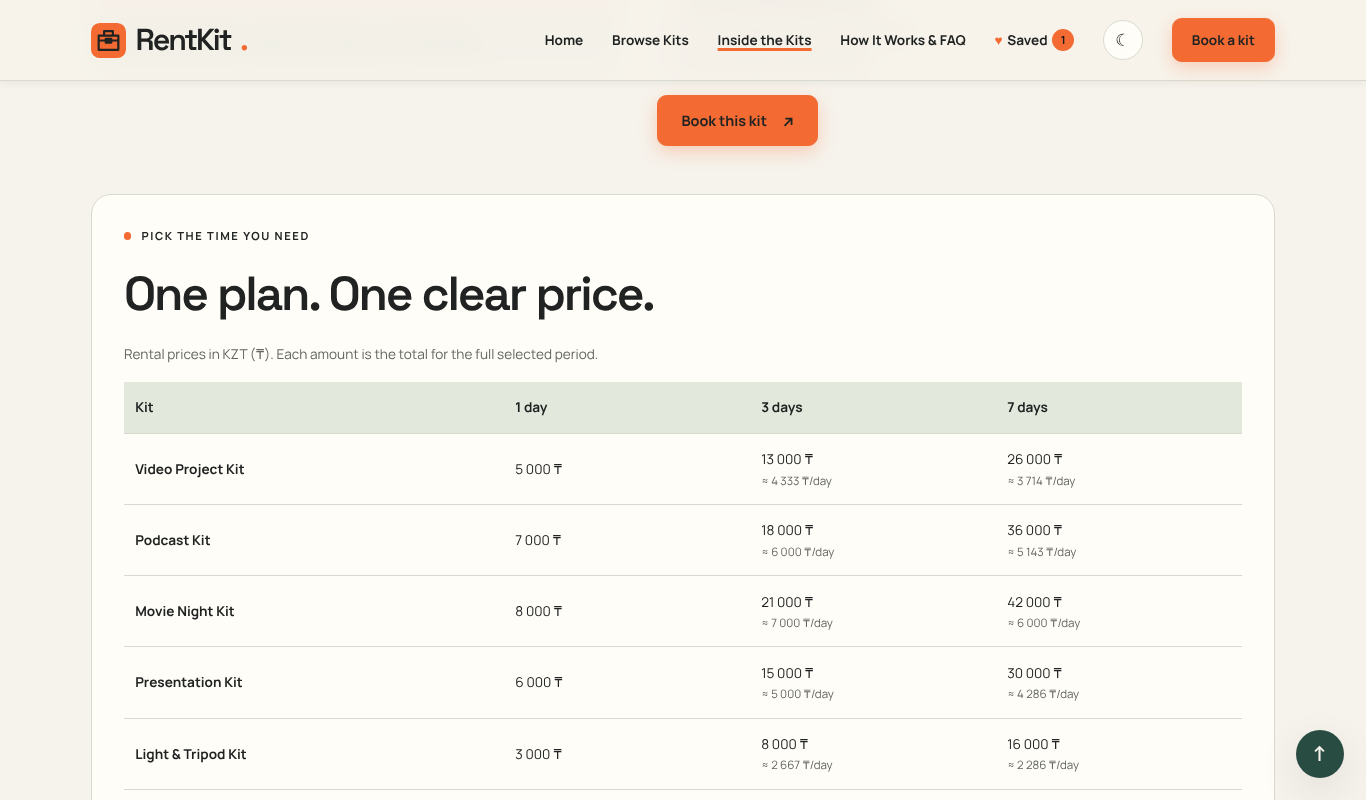 RentKit .
Home Browse Kits Inside the Kits How It Works & FAQ ♥ Saved 1 Book a kit
Book this kit ↗
PICK THE TIME YOU NEED
One plan. One clear price.
Rental prices in KZT (₸). Each amount is the total for the full selected period.
Kit 1 day 3 days 7 days
Video Project Kit 5 000 ₸ 13 000 ₸ 26 000 ₸
≈ 4 333 ₸/day ≈ 3 714 ₸/day
Podcast Kit 7 000 ₸ 18 000 ₸ 36 000 ₸
≈ 6 000 ₸/day ≈ 5 143 ₸/day
Movie Night Kit 8 000 ₸ 21 000 ₸ 42 000 ₸
≈ 7 000 ₸/day ≈ 6 000 ₸/day
Presentation Kit 6 000 ₸ 15 000 ₸ 30 000 ₸
≈ 5 000 ₸/day ≈ 4 286 ₸/day
Light & Tripod Kit 3 000 ₸ 8 000 ₸ 16 000 ₸
≈ 2 667 ₸/day ≈ 2 286 ₸/day